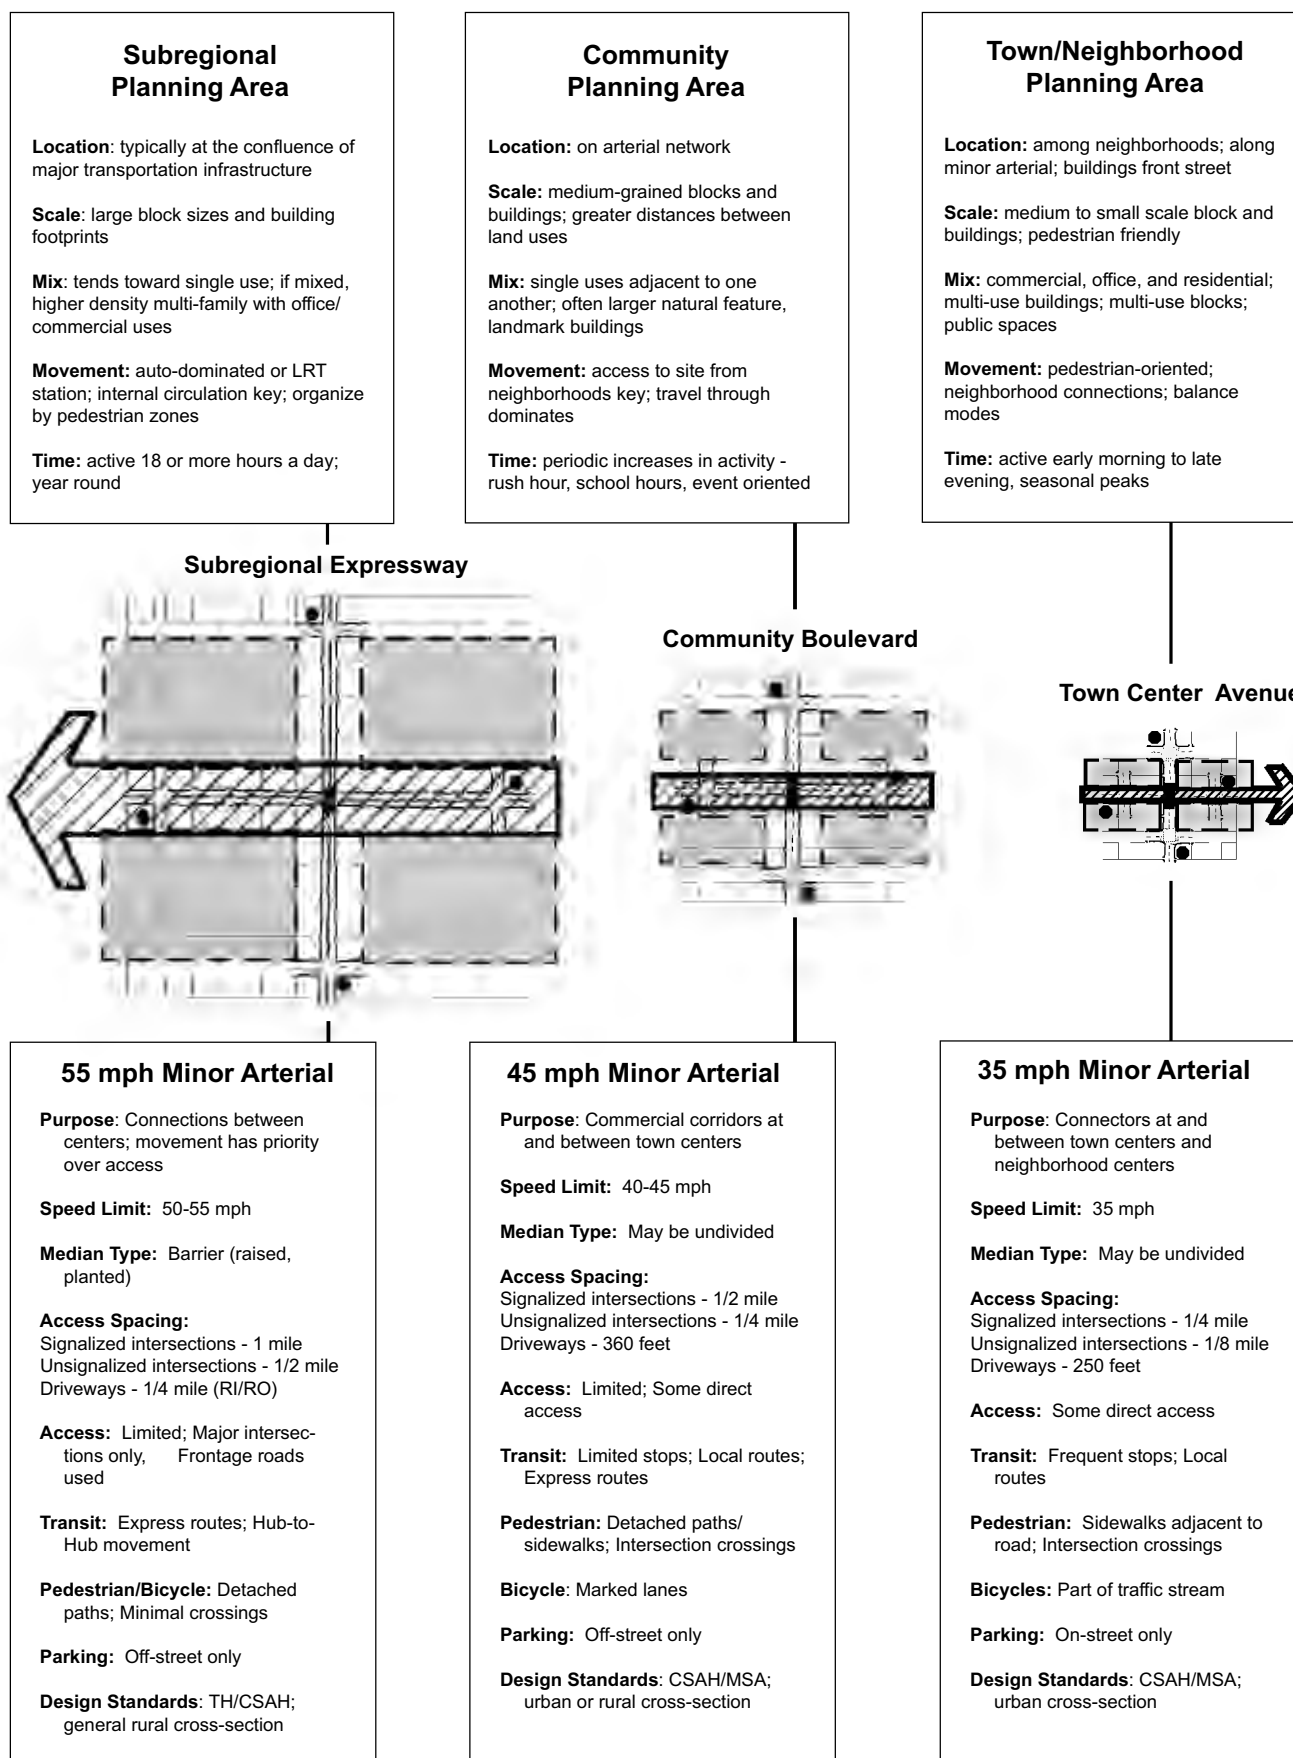 Subregional
Planning Area
Location: typically at the confluence of
major transportation infrastructure
Scale: large block sizes and building
footprints
Mix: tends toward single use; if mixed,
higher density multi-family with office/
commercial uses
Movement: auto-dominated or LRT
station; internal circulation key; organize
by pedestrian zones
Time: active 18 or more hours a day;
year round
Community
Planning Area
Location: on arterial network
Scale: medium-grained blocks and
buildings; greater distances between
land uses
Mix: single uses adjacent to one
another; often larger natural feature,
landmark buildings
Movement: access to site from
neighborhoods key; travel through
dominates
Time: periodic increases in activity -
rush hour, school hours, event oriented
Town/Neighborhood
Planning Area
Location: among neighborhoods; along
minor arterial; buildings front street
Scale: medium to small scale block and
buildings; pedestrian friendly
Mix: commercial, office, and residential;
multi-use buildings; multi-use blocks;
public spaces
Movement: pedestrian-oriented;
neighborhood connections; balance
modes
Time: active early morning to late
evening, seasonal peaks
Subregional Expressway
Community Boulevard
Town Center Avenue
55 mph Minor Arterial
Purpose: Connections between
centers; movement has priority
over access
Speed Limit: 50-55 mph
Median Type: Barrier (raised,
planted)
Access Spacing:
Signalized intersections - 1 mile
Unsignalized intersections - 1/2 mile
Driveways - 1/4 mile (RI/RO)
Access: Limited; Major intersec-
tions only, Frontage roads
used
Transit: Express routes; Hub-to-
Hub movement
Pedestrian/Bicycle: Detached
paths; Minimal crossings
Parking: Off-street only
Design Standards: TH/CSAH;
general rural cross-section
45 mph Minor Arterial
Purpose: Commercial corridors at
and between town centers
Speed Limit: 40-45 mph
Median Type: May be undivided
Access Spacing:
Signalized intersections - 1/2 mile
Unsignalized intersections - 1/4 mile
Driveways - 360 feet
Access: Limited; Some direct
access
Transit: Limited stops; Local routes;
Express routes
Pedestrian: Detached paths/
sidewalks; Intersection crossings
Bicycle: Marked lanes
Parking: Off-street only
Design Standards: CSAH/MSA;
urban or rural cross-section
35 mph Minor Arterial
Purpose: Connectors at and
between town centers and
neighborhood centers
Speed Limit: 35 mph
Median Type: May be undivided
Access Spacing:
Signalized intersections - 1/4 mile
Unsignalized intersections - 1/8 mile
Driveways - 250 feet
Access: Some direct access
Transit: Frequent stops; Local
routes
Pedestrian: Sidewalks adjacent to
road; Intersection crossings
Bicycles: Part of traffic stream
Parking: On-street only
Design Standards: CSAH/MSA;
urban cross-section